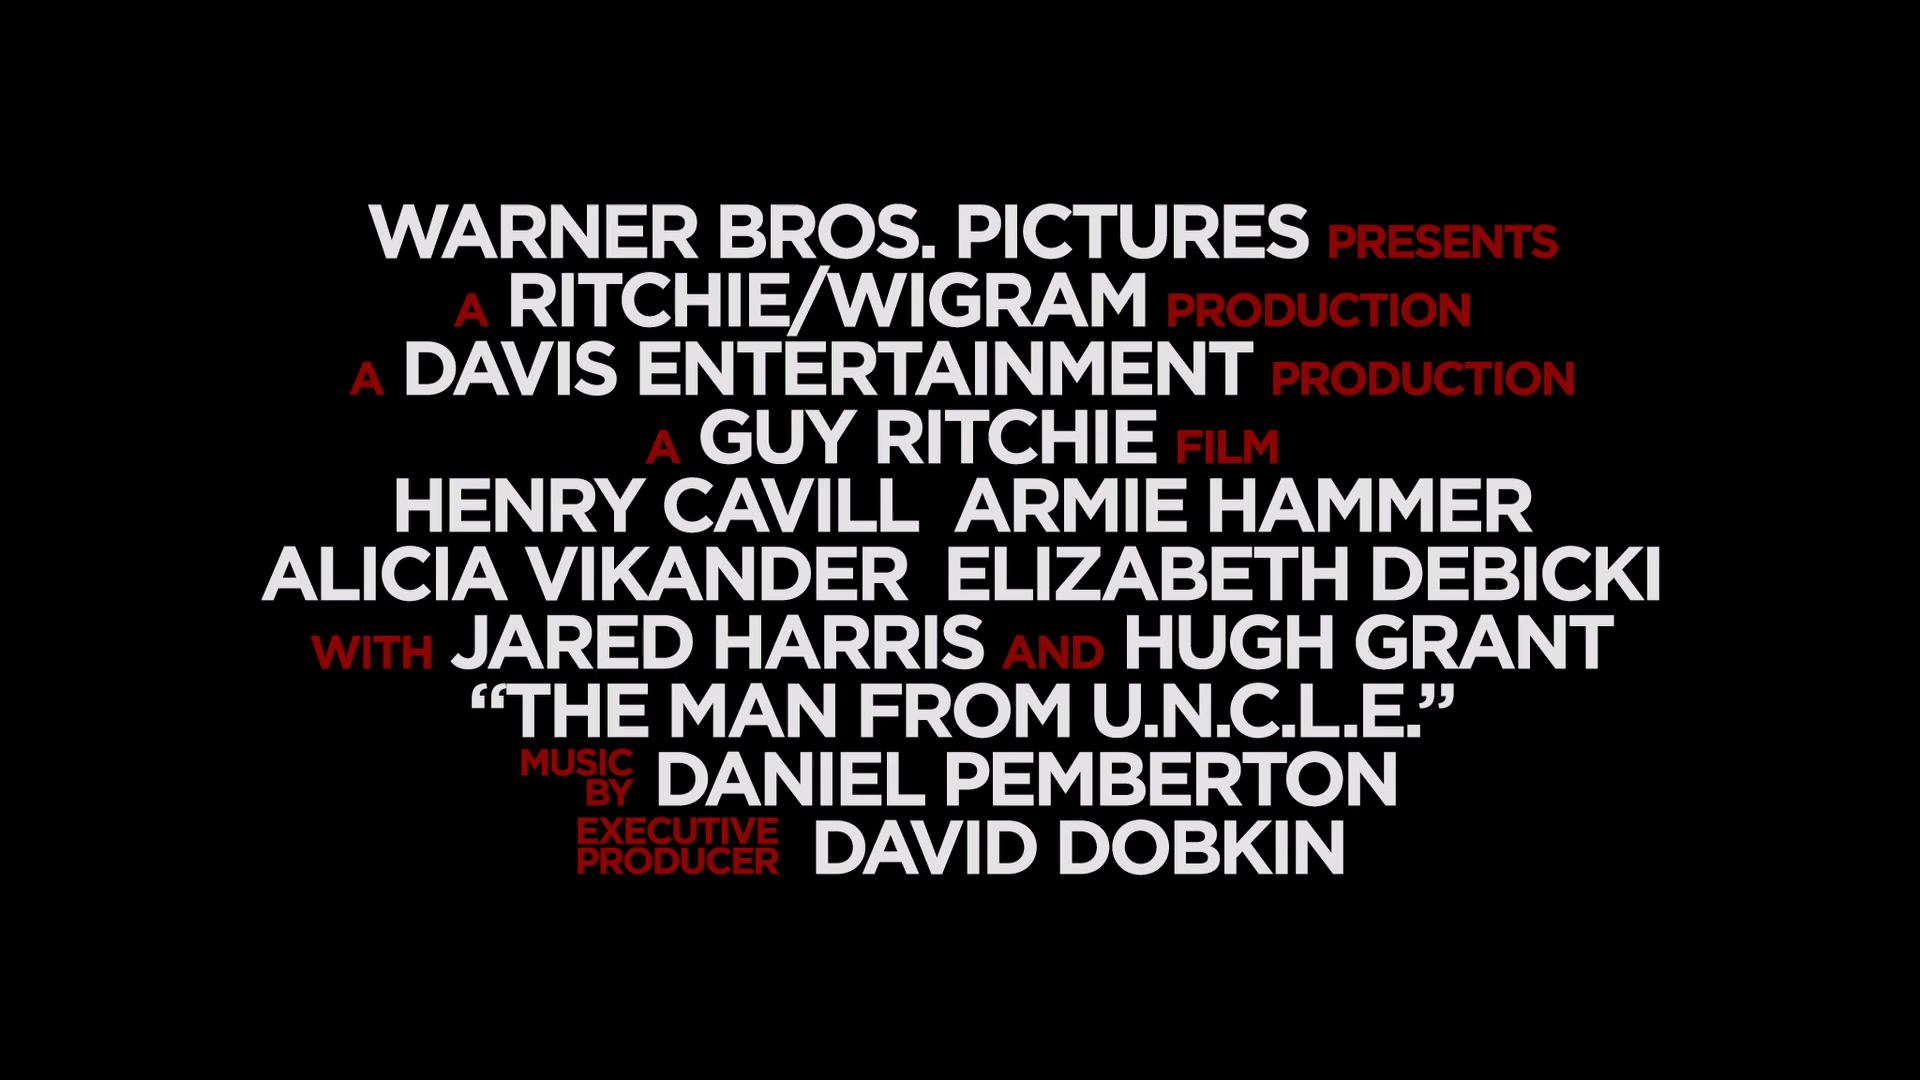 WARNER BROS. PICTURES PRESENTS
A RITCHIE/WIGRAM PRODUCTION
A DAVIS ENTERTAINMENT PRODUCTION
A GUY RITCHIE FILM
HENRY CAVILL ARMIE HAMMER
ALICIA VIKANDER ELIZABETH DEBICKI
WITH JARED HARRIS AND HUGH GRANT
“THE MAN FROM U.N.C.L.E.”
MUSIC BY DANIEL PEMBERTON
EXECUTIVE PRODUCER DAVID DOBKIN